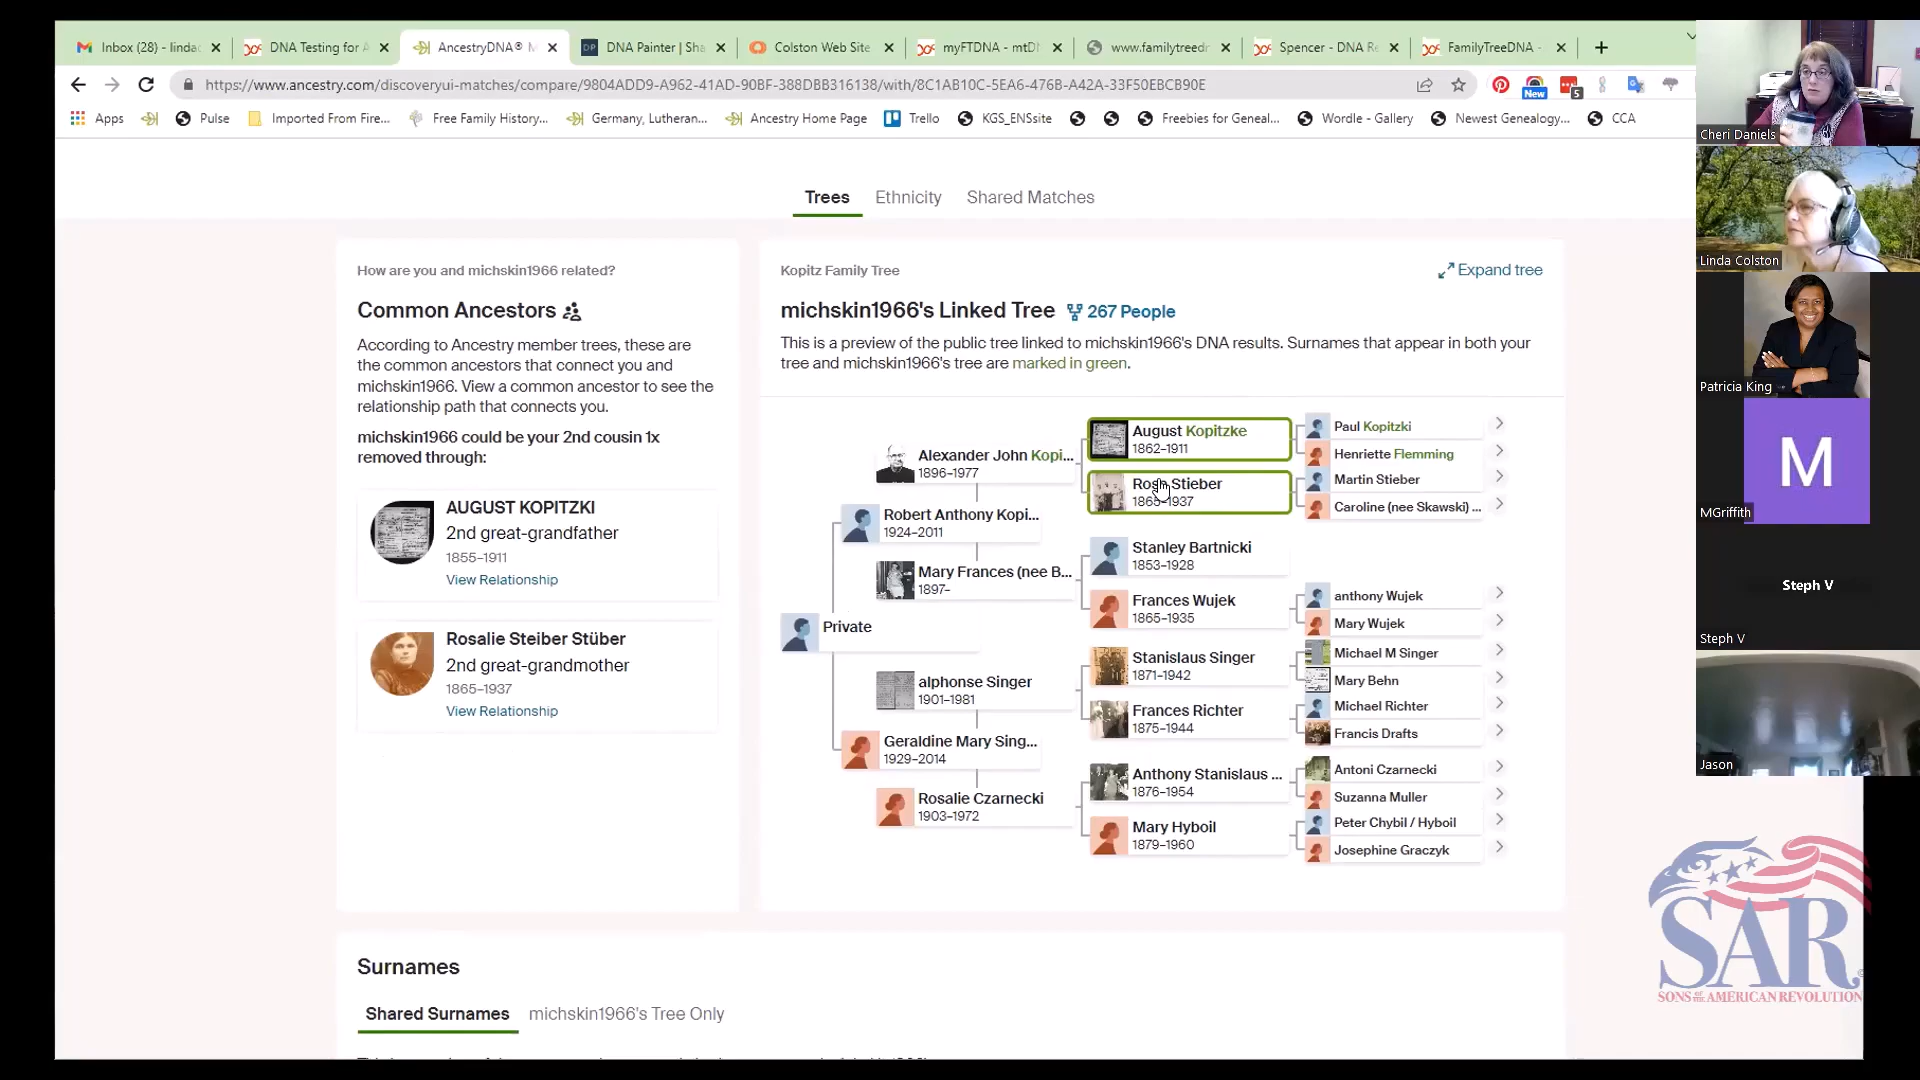 Inbox (28) - linda
DNA Testing for A
AncestryDNA® M
DNA Painter | Sha
Colston Web Site
myFTDNA - mtD
www.familytreedn
Spencer - DNA Re
FamilyTreeDNA -
https://www.ancestry.com/discoveryui-matches/compare/9804ADD9-A962-41AD-90BF-388DBB316138/with/8C1AB10C-5EA6-476B-A42A-33F50EBCB90E
New
5
Apps
Pulse
Imported From Fire...
Free Family History...
Germany, Lutheran...
Ancestry Home Page
Trello
KGS_ENSsite
Freebies for Geneal...
Wordle - Gallery
Newest Genealogy...
CCA
Trees
Ethnicity
Shared Matches
How are you and michskin1966 related?
Common Ancestors
According to Ancestry member trees, these are
the common ancestors that connect you and
michskin1966. View a common ancestor to see the
relationship path that connects you.
michskin1966 could be your 2nd cousin 1x
removed through:
AUGUST KOPITZKI
2nd great-grandfather
1855–1911
View Relationship
Rosalie Steiber Stüber
2nd great-grandmother
1865–1937
View Relationship
Kopitz Family Tree
Expand tree
michskin1966's Linked Tree
267 People
This is a preview of the public tree linked to michskin1966's DNA results. Surnames that appear in both your
tree and michskin1966's tree are marked in green.
Private
Robert Anthony Kopi...
1924–2011
Geraldine Mary Sing...
1929–2014
Alexander John Kopi...
1896–1977
Mary Frances (nee B...
1897–
alphonse Singer
1901–1981
Rosalie Czarnecki
1903–1972
August Kopitzke
1862–1911
Stieber
1865–1937
Stanley Bartnicki
1853–1928
Frances Wujek
1865–1935
Stanislaus Singer
1871–1942
Frances Richter
1875–1944
Anthony Stanislaus ...
1876–1954
Mary Hyboil
1879–1960
Paul Kopitzki
Henriette Flemming
Martin Stieber
Caroline (nee Skawski) ...
anthony Wujek
Mary Wujek
Michael M Singer
Mary Behn
Michael Richter
Francis Drafts
Antoni Czarnecki
Suzanna Muller
Peter Chybil / Hyboil
Josephine Graczyk
Surnames
Shared Surnames
michskin1966's Tree Only
Cheri Daniels
Linda Colston
Patricia King
M
MGriffith
Steph V
Steph V
Jason
SAR
SONS OF THE AMERICAN REVOLUTION